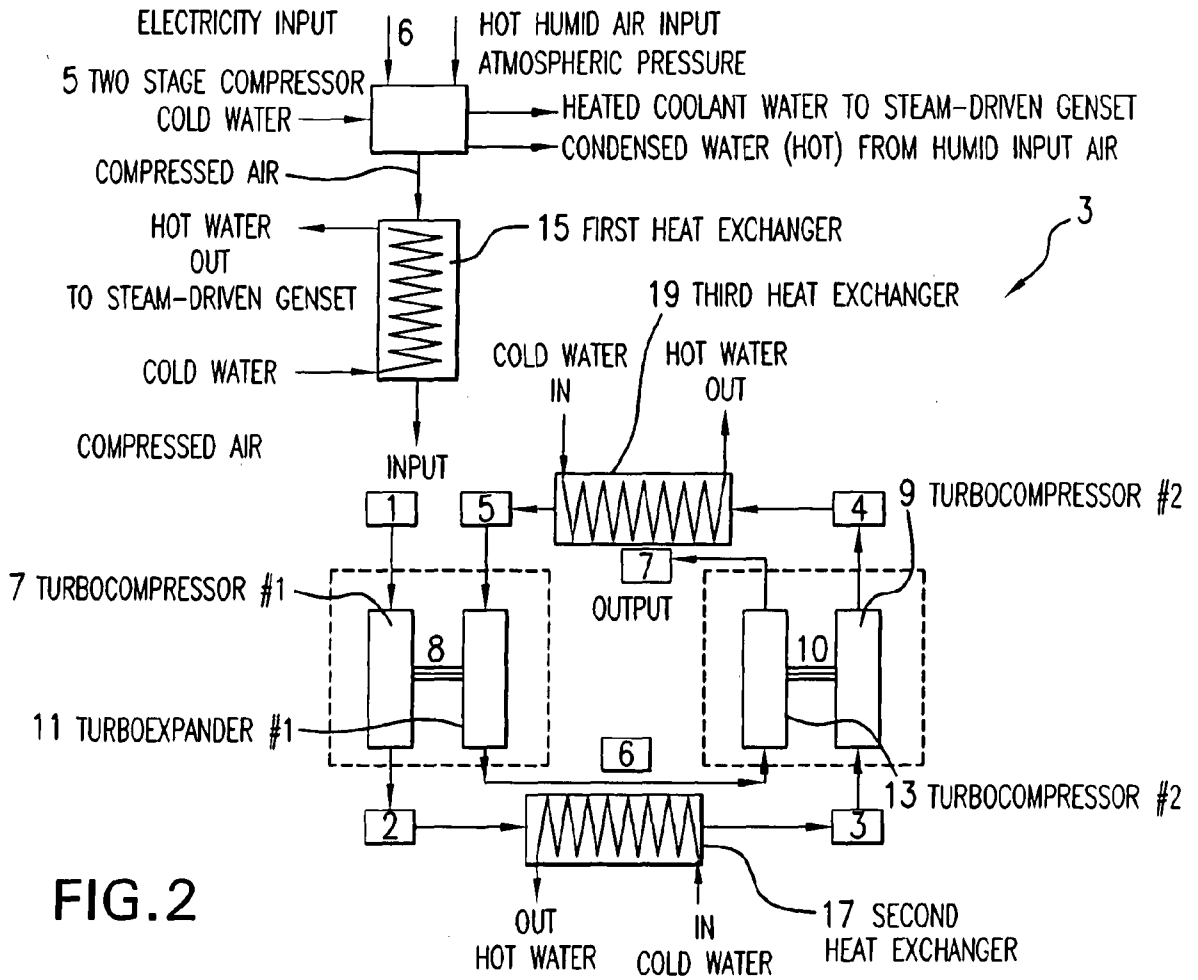 ELECTRICITY INPUT
6
HOT HUMID AIR INPUT
ATMOSPHERIC PRESSURE
5 TWO STAGE COMPRESSOR
COLD WATER
HEATED COOLANT WATER TO STEAM-DRIVEN GENSET
CONDENSED WATER (HOT) FROM HUMID INPUT AIR
COMPRESSED AIR
HOT WATER
OUT
TO STEAM-DRIVEN GENSET
15 FIRST HEAT EXCHANGER
3
19 THIRD HEAT EXCHANGER
COLD WATER
COLD WATER
IN
HOT WATER
OUT
COMPRESSED AIR
INPUT
1
5
4
9 TURBOCOMPRESSOR #2
7
OUTPUT
7 TURBOCOMPRESSOR #1
8
10
11 TURBOEXPANDER #1
6
13 TURBOCOMPRESSOR #2
2
3
FIG.2
OUT
HOT WATER
IN
COLD WATER
17 SECOND
HEAT EXCHANGER